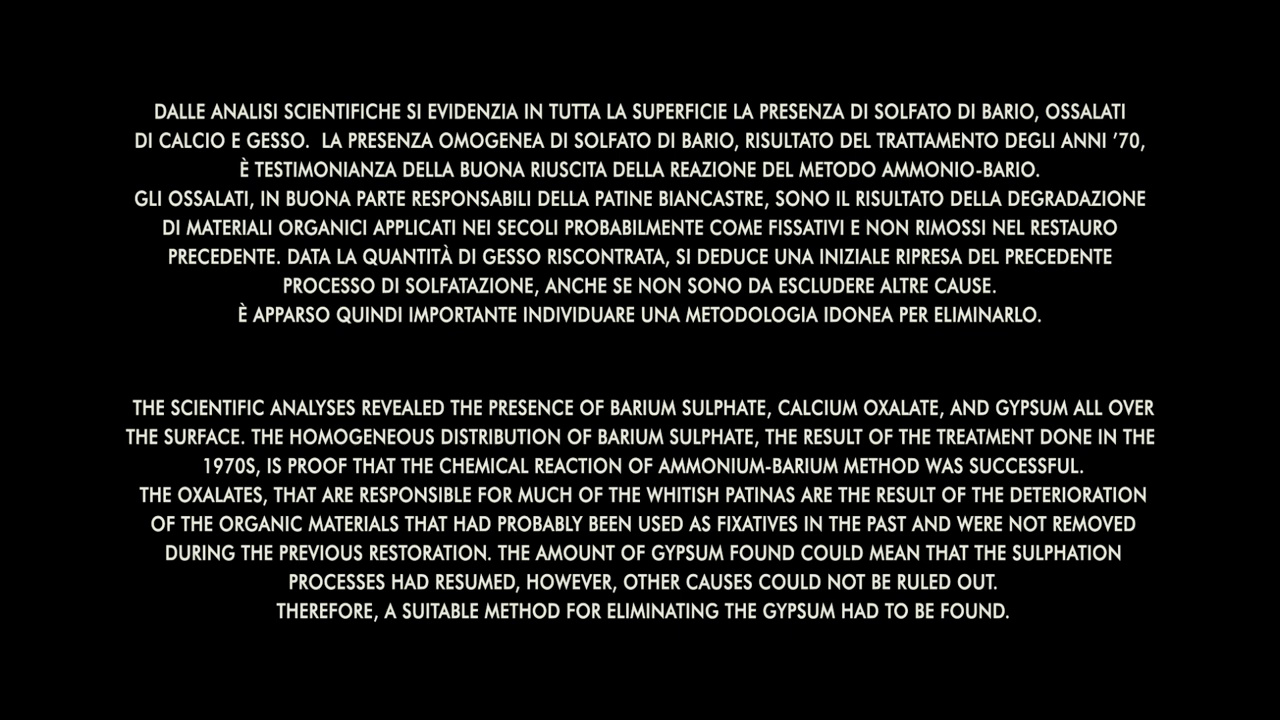 DALLE ANALISI SCIENTIFICHE SI EVIDENZIA IN TUTTA LA SUPERFICIE LA PRESENZA DI SOLFATO DI BARIO, OSSALATI
DI CALCIO E GESSO.  LA PRESENZA OMOGENEA DI SOLFATO DI BARIO, RISULTATO DEL TRATTAMENTO DEGLI ANNI ’70,
È TESTIMONIANZA DELLA BUONA RIUSCITA DELLA REAZIONE DEL METODO AMMONIO-BARIO.
GLI OSSALATI, IN BUONA PARTE RESPONSABILI DELLA PATINE BIANCASTRE, SONO IL RISULTATO DELLA DEGRADAZIONE
DI MATERIALI ORGANICI APPLICATI NEI SECOLI PROBABILMENTE COME FISSATIVI E NON RIMOSSI NEL RESTAURO
PRECEDENTE. DATA LA QUANTITÀ DI GESSO RISCONTRATA, SI DEDUCE UNA INIZIALE RIPRESA DEL PRECEDENTE
PROCESSO DI SOLFATAZIONE, ANCHE SE NON SONO DA ESCLUDERE ALTRE CAUSE.
È APPARSO QUINDI IMPORTANTE INDIVIDUARE UNA METODOLOGIA IDONEA PER ELIMINARLO.
THE SCIENTIFIC ANALYSES REVEALED THE PRESENCE OF BARIUM SULPHATE, CALCIUM OXALATE, AND GYPSUM ALL OVER
THE SURFACE. THE HOMOGENEOUS DISTRIBUTION OF BARIUM SULPHATE, THE RESULT OF THE TREATMENT DONE IN THE
1970S, IS PROOF THAT THE CHEMICAL REACTION OF AMMONIUM-BARIUM METHOD WAS SUCCESSFUL.
THE OXALATES, THAT ARE RESPONSIBLE FOR MUCH OF THE WHITISH PATINAS ARE THE RESULT OF THE DETERIORATION
OF THE ORGANIC MATERIALS THAT HAD PROBABLY BEEN USED AS FIXATIVES IN THE PAST AND WERE NOT REMOVED
DURING THE PREVIOUS RESTORATION. THE AMOUNT OF GYPSUM FOUND COULD MEAN THAT THE SULPHATION
PROCESSES HAD RESUMED, HOWEVER, OTHER CAUSES COULD NOT BE RULED OUT.
THEREFORE, A SUITABLE METHOD FOR ELIMINATING THE GYPSUM HAD TO BE FOUND.